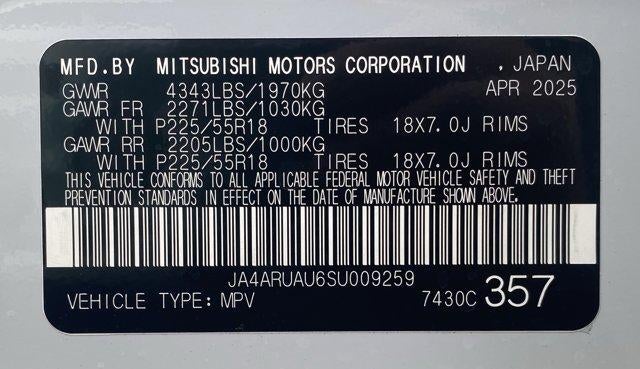 MFD.BY MITSUBISHI MOTORS CORPORATION , JAPAN
GVWR 4343LBS/1970KG APR 2025
GAWR FR 2271LBS/1030KG
WITH P225/55R18 TIRES 18X7.0J RIMS
GAWR RR 2205LBS/1000KG
WITH P225/55R18 TIRES 18X7.0J RIMS
THIS VEHICLE CONFORMS TO ALL APPLICABLE FEDERAL MOTOR VEHICLE SAFETY AND THEFT
PREVENTION STANDARDS IN EFFECT ON THE DATE OF MANUFACTURE SHOWN ABOVE.
JA4ARUAU6SU009259
VEHICLE TYPE: MPV 7430C 357